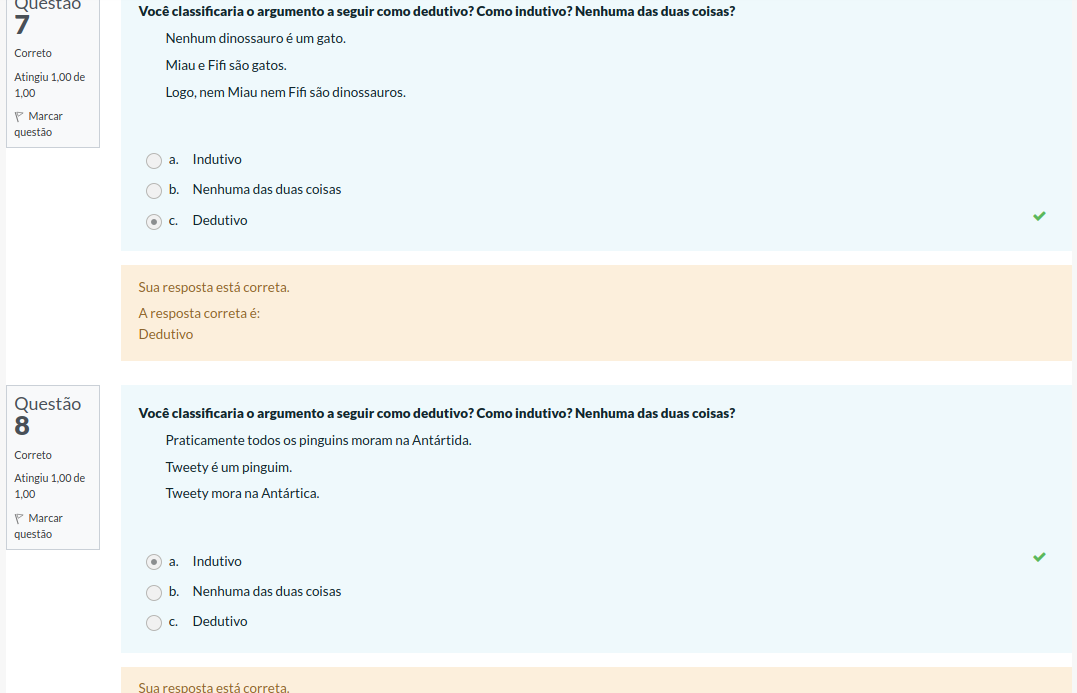 Questão
7
Correto
Atingiu 1,00 de
1,00
Marcar
questão
Você classificaria o argumento a seguir como dedutivo? Como indutivo? Nenhuma das duas coisas?
Nenhum dinossauro é um gato.
Miau e Fifi são gatos.
Logo, nem Miau nem Fifi são dinossauros.
a. Indutivo
b. Nenhuma das duas coisas
c. Dedutivo
Sua resposta está correta.
A resposta correta é:
Dedutivo
Questão
8
Correto
Atingiu 1,00 de
1,00
Marcar
questão
Você classificaria o argumento a seguir como dedutivo? Como indutivo? Nenhuma das duas coisas?
Praticamente todos os pinguins moram na Antártida.
Tweety é um pinguim.
Tweety mora na Antártica.
a. Indutivo
b. Nenhuma das duas coisas
c. Dedutivo
Sua resposta está correta.